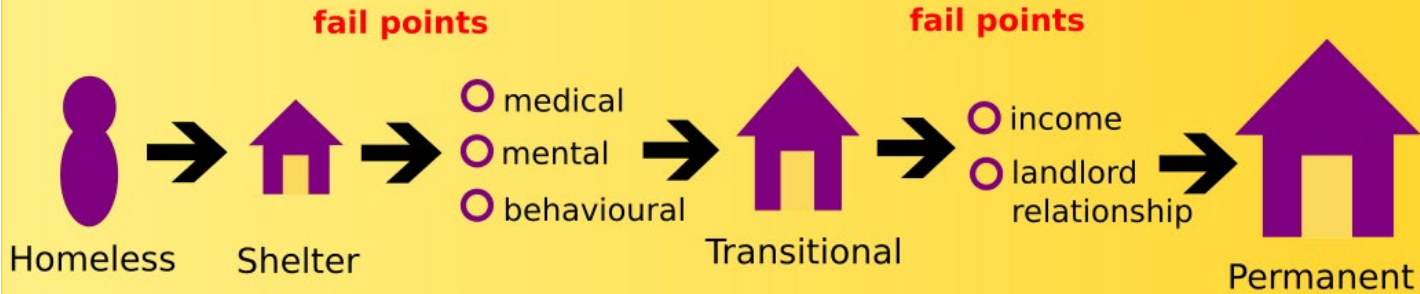 fail points
fail points
Homeless
Shelter
medical
mental
behavioural
Transitional
income
landlord
relationship
Permanent